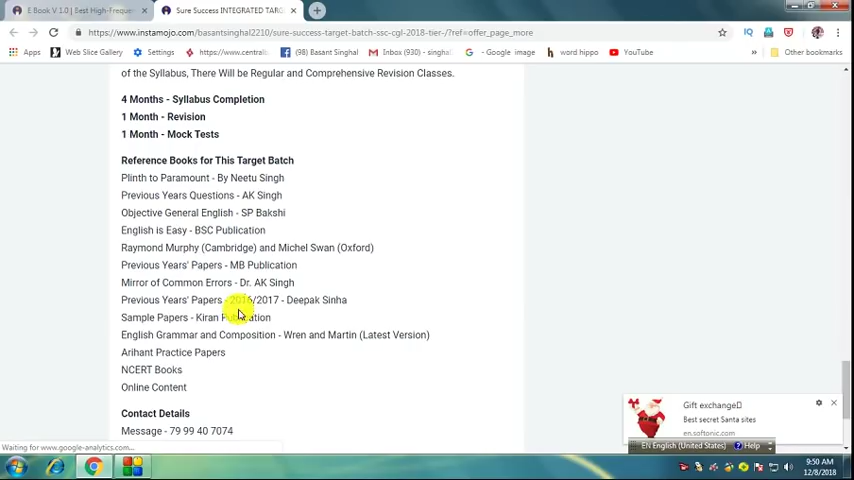 E Book V 1.0 | Best High-Freque
Sure Success INTEGRATED TARG
https://www.instamojo.com/basantsinghal2210/sure-success-target-batch-ssc-cgl-2018-tier-/?ref=offer_page_more
Apps
Web Slice Gallery
Settings
https://www.centrali
(98) Basant Singhal
Inbox (930) - singha
- Google image
word hippo
YouTube
Other bookmarks
of the Syllabus, There Will be Regular and Comprehensive Revision Classes.
4 Months - Syllabus Completion
1 Month - Revision
1 Month - Mock Tests
Reference Books for This Target Batch
Plinth to Paramount - By Neetu Singh
Previous Years Questions - AK Singh
Objective General English - SP Bakshi
English is Easy - BSC Publication
Raymond Murphy (Cambridge) and Michel Swan (Oxford)
Previous Years' Papers - MB Publication
Mirror of Common Errors - Dr. AK Singh
Previous Years' Papers - 2016/2017 - Deepak Sinha
Sample Papers - Kiran Publication
English Grammar and Composition - Wren and Martin (Latest Version)
Arihant Practice Papers
NCERT Books
Online Content
Contact Details
Message - 79 99 40 7074
Gift exchange
Best secret Santa sites
en.softonic.com
Waiting for www.google-analytics.com...
EN English (United States)
Help
9:50 AM
12/8/2018